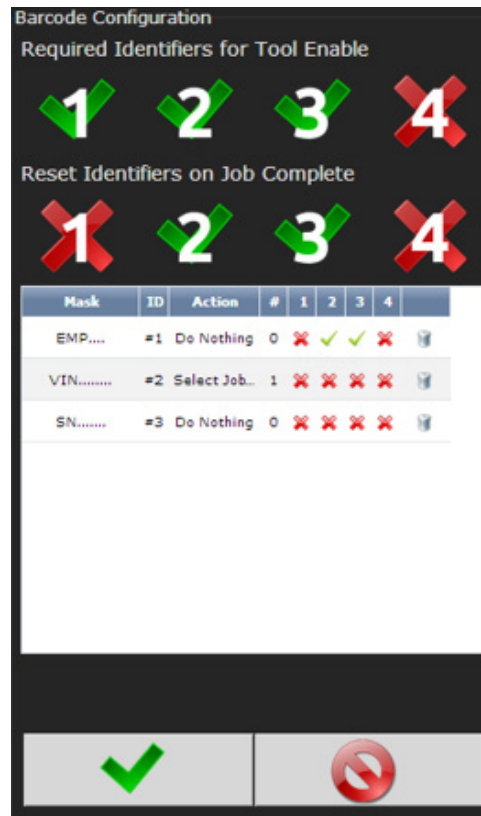 Barcode Configuration
Required Identifiers for Tool Enable
1 2 3 4
Reset Identifiers on Job Complete
1 2 3 4
Mask ID Action # 1 2 3 4
EMP.... =1 Do Nothing 0
VIN......... =2 Select Job... 1
SN....... =3 Do Nothing 0